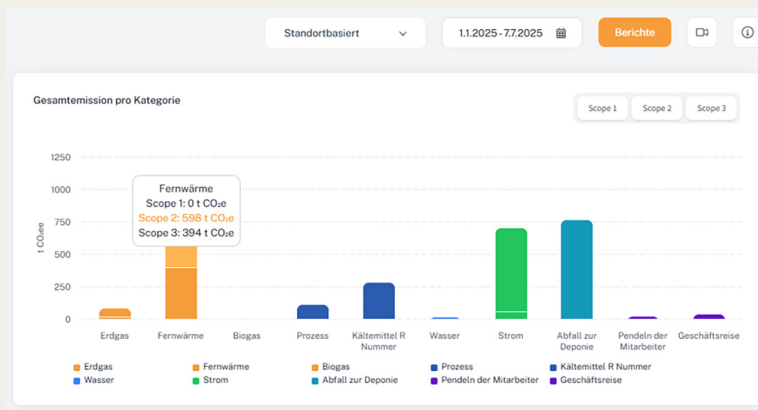 Standortbasiert
1.1.2025 - 7.7.2025
Berichte
Gesamtemission pro Kategorie
Scope 1
Scope 2
Scope 3
t CO₂ee
1250
1000
750
500
250
0
Fernwärme
Scope 1: 0 t CO₂e
Scope 2: 598 t CO₂e
Scope 3: 394 t CO₂e
Erdgas
Fernwärme
Biogas
Prozess
Kältemittel R
Nummer
Wasser
Strom
Abfall zur
Deponie
Pendeln der
Mitarbeiter
Geschäftsreise
Erdgas
Fernwärme
Biogas
Prozess
Kältemittel R Nummer
Wasser
Strom
Abfall zur Deponie
Pendeln der Mitarbeiter
Geschäftsreise